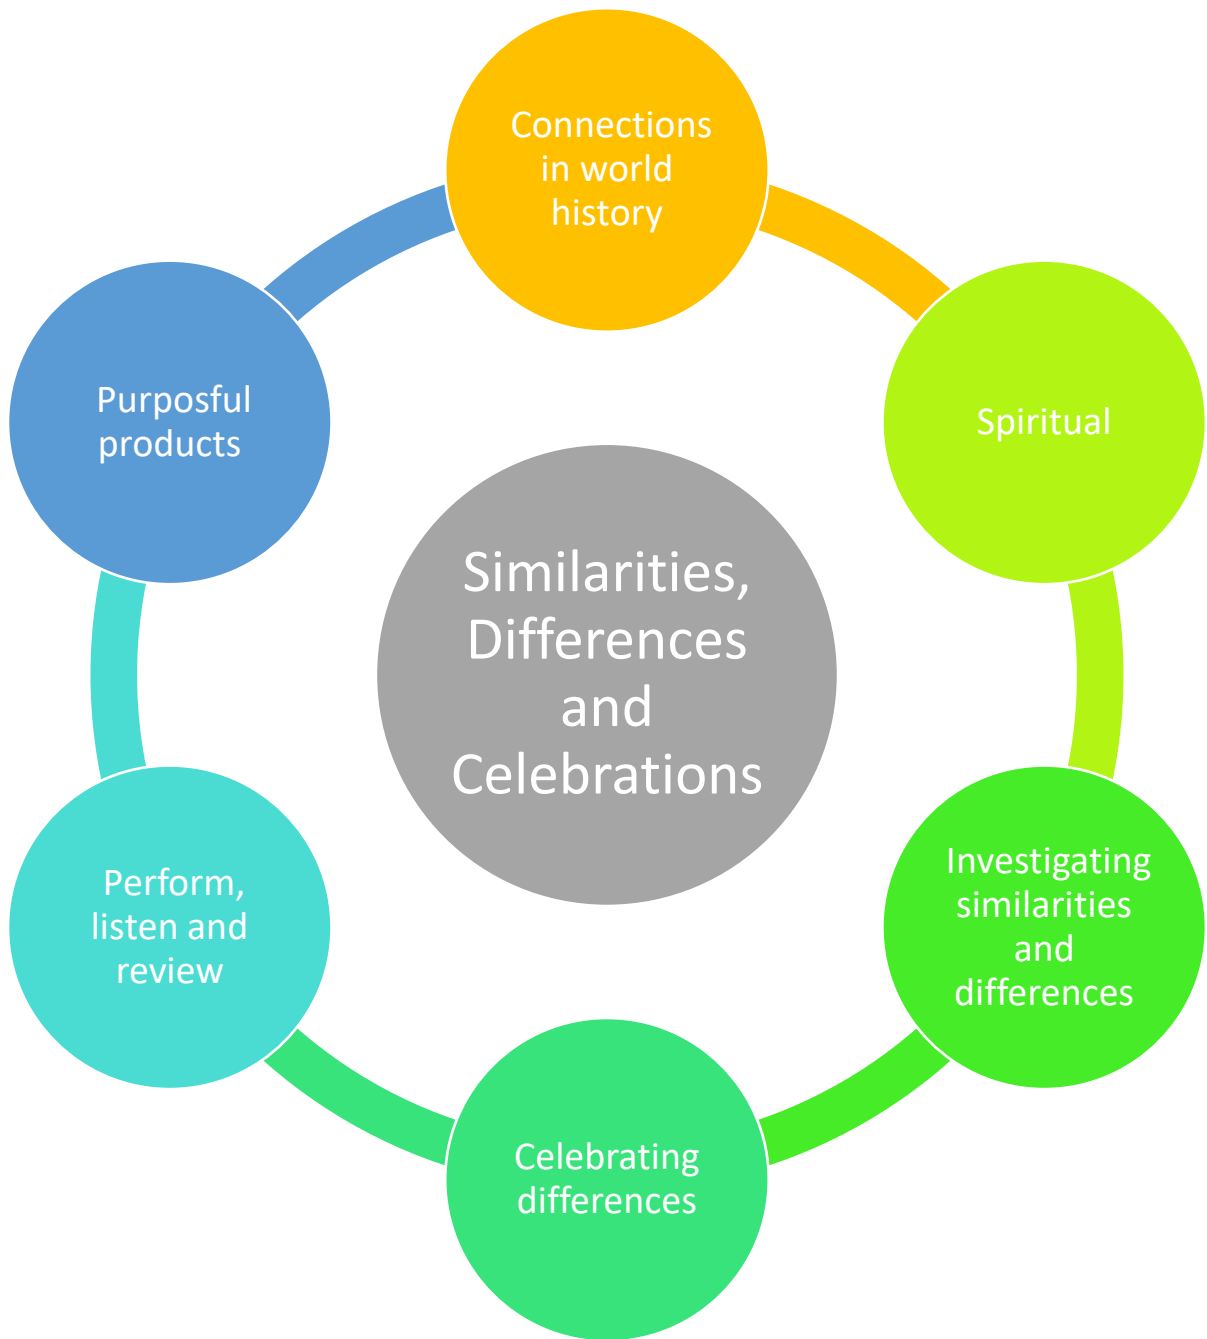 Connections
in world
history
Spiritual
Investigating
similarities
and
differences
Celebrating
differences
Perform,
listen and
review
Purposful
products
Similarities,
Differences
and
Celebrations